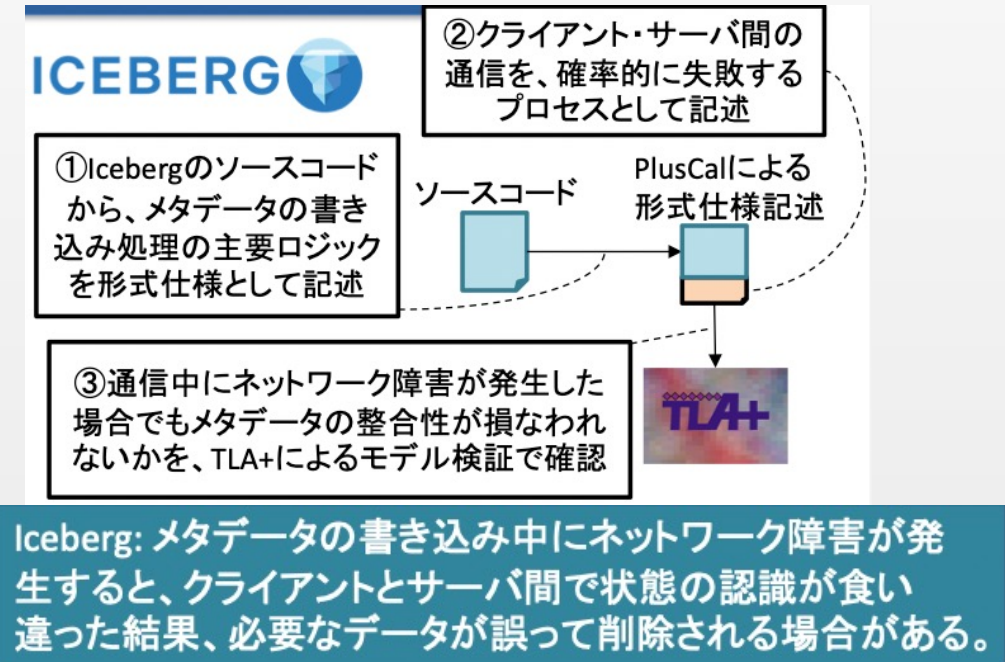 ICEBERG
②クライアント・サーバ間の
通信を、確率的に失敗する
プロセスとして記述
①Icebergのソースコード
から、メタデータの書き
込み処理の主要ロジック
を形式仕様として記述
ソースコード
PlusCalによる
形式仕様記述
③通信中にネットワーク障害が発生した
場合でもメタデータの整合性が損なわれ
ないかを、TLA+によるモデル検証で確認
TLA+
Iceberg: メタデータの書き込み中にネットワーク障害が発
生すると、クライアントとサーバ間で状態の認識が食い
違った結果、必要なデータが誤って削除される場合がある。